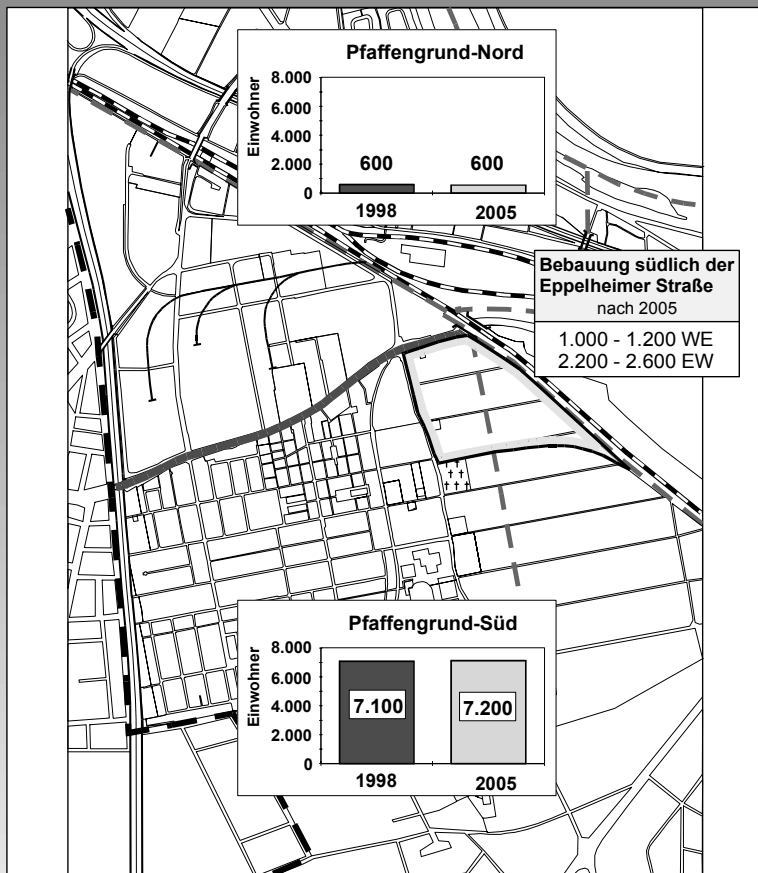 Pfaffengrund-Nord
Einwohner
8.000
6.000
4.000
2.000
0
600
600
1998
2005
Bebauung südlich der
Eppelheimer Straße
nach 2005
1.000 - 1.200 WE
2.200 - 2.600 EW
Pfaffengrund-Süd
Einwohner
8.000
6.000
4.000
2.000
0
7.100
7.200
1998
2005